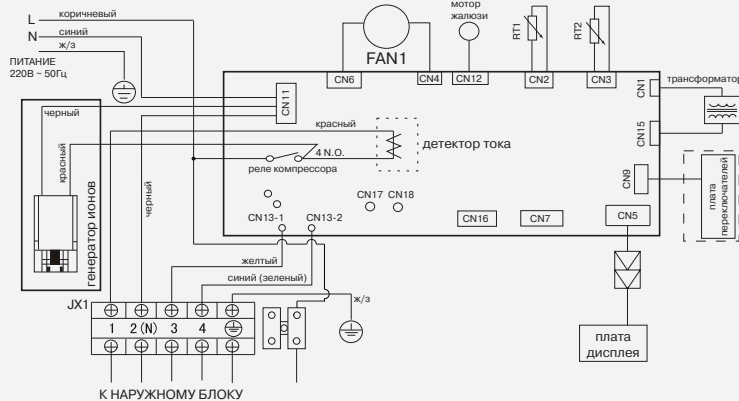 L
коричневый
N
синий
ж/з
ПИТАНИЕ
220В ~ 50Гц
FAN1
мотор
жалюзи
RT1
RT2
CN6
CN4
CN12
CN2
CN3
CN11
CN1
трансформатор
CN15
CN9
плата
переключателей
черный
красный
генератор ионов
черный
красный
детектор тока
4 N.O.
реле компрессора
CN17
CN18
CN13-1
CN13-2
CN16
CN7
CN5
желтый
синий (зеленый)
ж/з
JX1
1
2 (N)
3
4
К НАРУЖНОМУ БЛОКУ
плата
дисплея